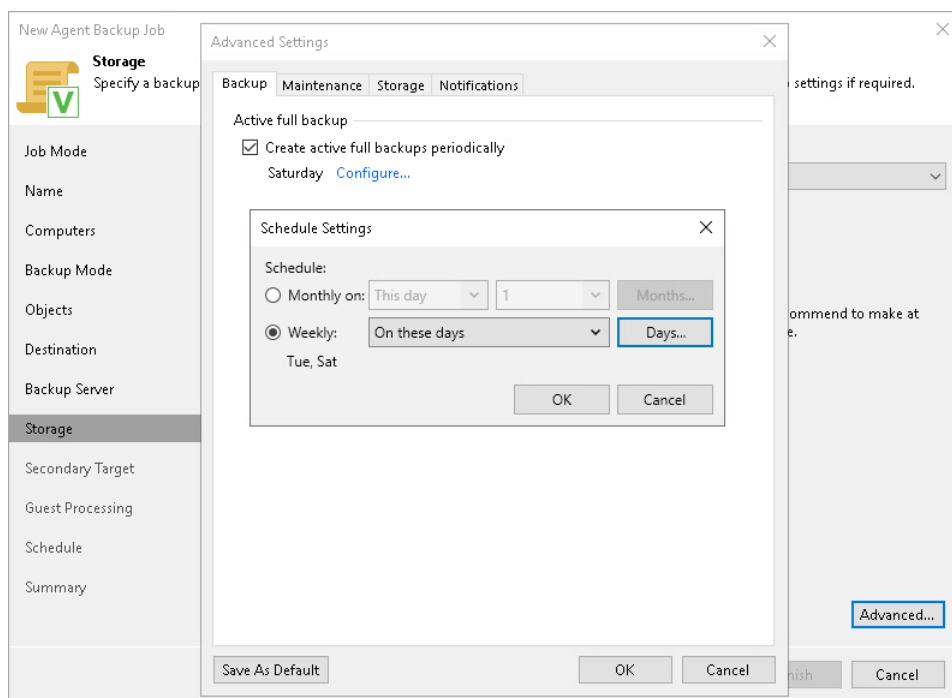 New Agent Backup Job
Storage
Specify a backup
settings if required.
Job Mode
Name
Computers
Backup Mode
Objects
Destination
Backup Server
Storage
Secondary Target
Guest Processing
Schedule
Summary
ommend to make at
e.
Advanced...
nish
Cancel
Advanced Settings
Backup
Maintenance
Storage
Notifications
Active full backup
Create active full backups periodically
Saturday Configure...
Schedule Settings
Schedule:
Monthly on: This day 1 Months...
Weekly: On these days Days...
Tue, Sat
OK Cancel
Save As Default OK Cancel